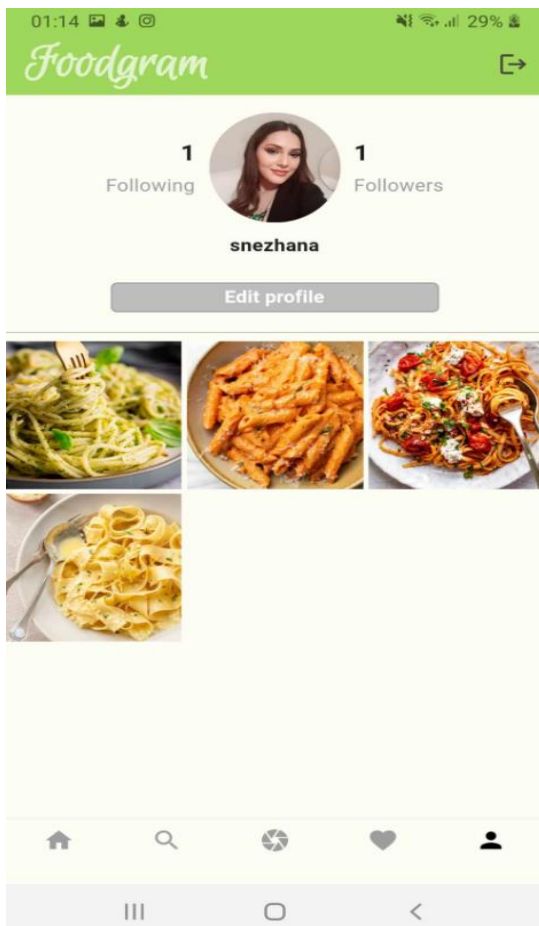 01:14 29%
Foodgram
1 1
Following Followers
snezhana
Edit profile